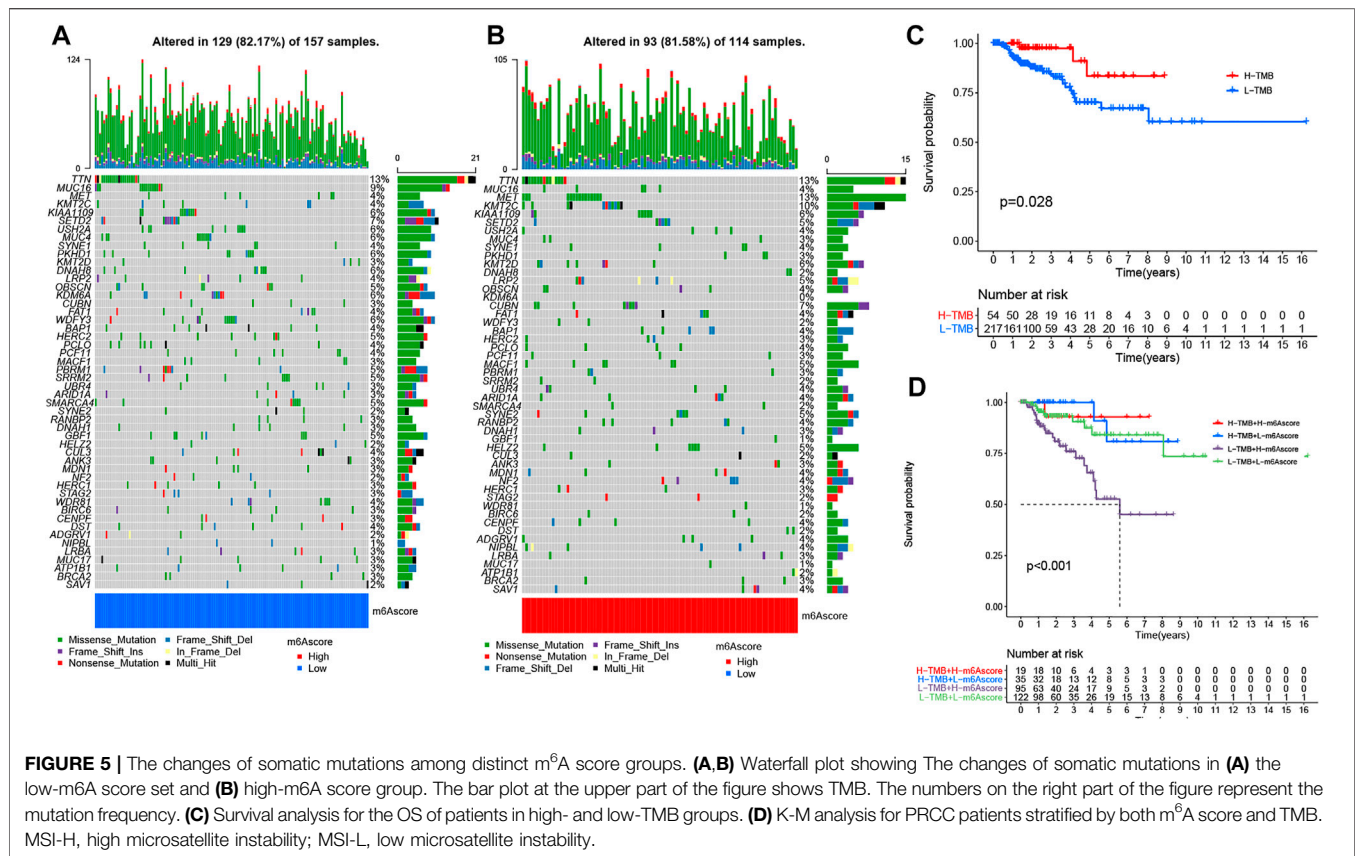 A
Altered in 129 (82.17%) of 157 samples.
124
0
0 21
TTN 13%
MUC16 9%
MET 4%
KMT2C 4%
KIAA1109 6%
SETD2 7%
USH2A 6%
MUC4 6%
SYNE1 4%
PKHD1 6%
KMT2D 3%
DNAH8 6%
LRP2 4%
OBSCN 5%
KDM6A 6%
CUBN 3%
FAT1 4%
WDFY3 6%
BAP1 4%
HERC2 5%
PCLO 4%
PCF11 4%
MACF1 3%
PBRM1 5%
SRRM2 5%
UBR4 3%
ARID1A 3%
SMARCA4 5%
SYNE2 2%
RANBP2 3%
DNAH1 3%
GBF1 5%
HELZ2 2%
CUL3 4%
ANK3 3%
MDN1 3%
NF2 2%
HERC1 3%
STAG2 3%
WDR81 4%
BIRC6 3%
CENPF 3%
DST 4%
ADGRV1 2%
NIPBL 1%
LRBA 3%
MUC17 3%
ATP1B1 3%
BRCA2 3%
SAV1 2%
m6Ascore
Missense_Mutation Frame_Shift_Del m6Ascore
Frame_Shift_Ins In_Frame_Del High
Nonsense_Mutation Multi_Hit Low
B
Altered in 93 (81.58%) of 114 samples.
105
0
0 15
TTN 13%
MUC16 4%
MET 13%
KMT2C 10%
KIAA1109 6%
SETD2 5%
USH2A 4%
MUC4 3%
SYNE1 4%
PKHD1 3%
KMT2D 6%
DNAH8 2%
LRP2 5%
OBSCN 4%
KDM6A 0%
CUBN 7%
FAT1 4%
WDFY3 2%
BAP1 4%
HERC2 3%
PCLO 4%
PCF11 3%
MACF1 5%
PBRM1 3%
SRRM2 2%
UBR4 4%
ARID1A 4%
SMARCA4 2%
SYNE2 5%
RANBP2 4%
DNAH1 3%
GBF1 1%
HELZ2 5%
CUL3 2%
ANK3 3%
MDN1 4%
NF2 4%
HERC1 3%
STAG2 2%
WDR81 1%
BIRC6 2%
CENPF 4%
DST 2%
ADGRV1 4%
NIPBL 4%
LRBA 3%
MUC17 1%
ATP1B1 2%
BRCA2 3%
SAV1 4%
m6Ascore
Missense_Mutation Frame_Shift_Ins m6Ascore
Nonsense_Mutation In_Frame_Del High
Frame_Shift_Del Multi_Hit Low
C
Survival probability
1.00
0.75
0.50
0.25
0.00
H-TMB
L-TMB
p=0.028
0 1 2 3 4 5 6 7 8 9 10 11 12 13 14 15 16
Time(years)
Number at risk
H-TMB 54 50 28 19 16 11 8 4 3 0 0 0 0 0 0 0 0
L-TMB 217 161 100 59 43 28 20 16 10 6 4 1 1 1 1 1 1
0 1 2 3 4 5 6 7 8 9 10 11 12 13 14 15 16
Time(years)
D
Survival probability
1.00
0.75
0.50
0.25
0.00
H-TMB+H-m6Ascore
H-TMB+L-m6Ascore
L-TMB+H-m6Ascore
L-TMB+L-m6Ascore
p<0.001
0 1 2 3 4 5 6 7 8 9 10 11 12 13 14 15 16
Time(years)
Number at risk
H-TMB+H-m6Ascore 19 18 10 6 4 3 3 1 0 0 0 0 0 0 0 0 0
H-TMB+L-m6Ascore 35 32 18 13 12 8 5 3 3 0 0 0 0 0 0 0 0
L-TMB+H-m6Ascore 95 63 40 24 17 9 5 3 2 0 0 0 0 0 0 0 0
L-TMB+L-m6Ascore 122 98 60 35 26 19 15 13 8 6 4 1 1 1 1 1 1
0 1 2 3 4 5 6 7 8 9 10 11 12 13 14 15 16
FIGURE 5 | The changes of somatic mutations among distinct m⁶A score groups. (A,B) Waterfall plot showing The changes of somatic mutations in (A) the
low-m6A score set and (B) high-m6A score group. The bar plot at the upper part of the figure shows TMB. The numbers on the right part of the figure represent the
mutation frequency. (C) Survival analysis for the OS of patients in high- and low-TMB groups. (D) K-M analysis for PRCC patients stratified by both m⁶A score and TMB.
MSI-H, high microsatellite instability; MSI-L, low microsatellite instability.